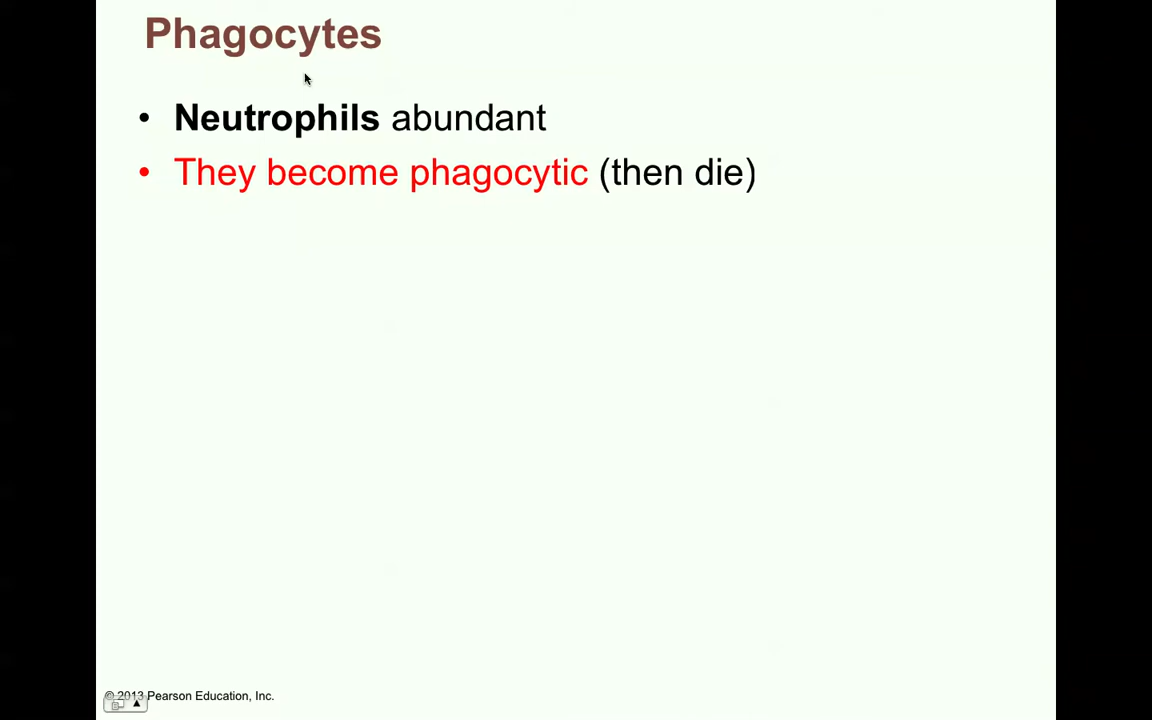 Phagocytes
• Neutrophils abundant
• They become phagocytic (then die)
© 2013 Pearson Education, Inc.